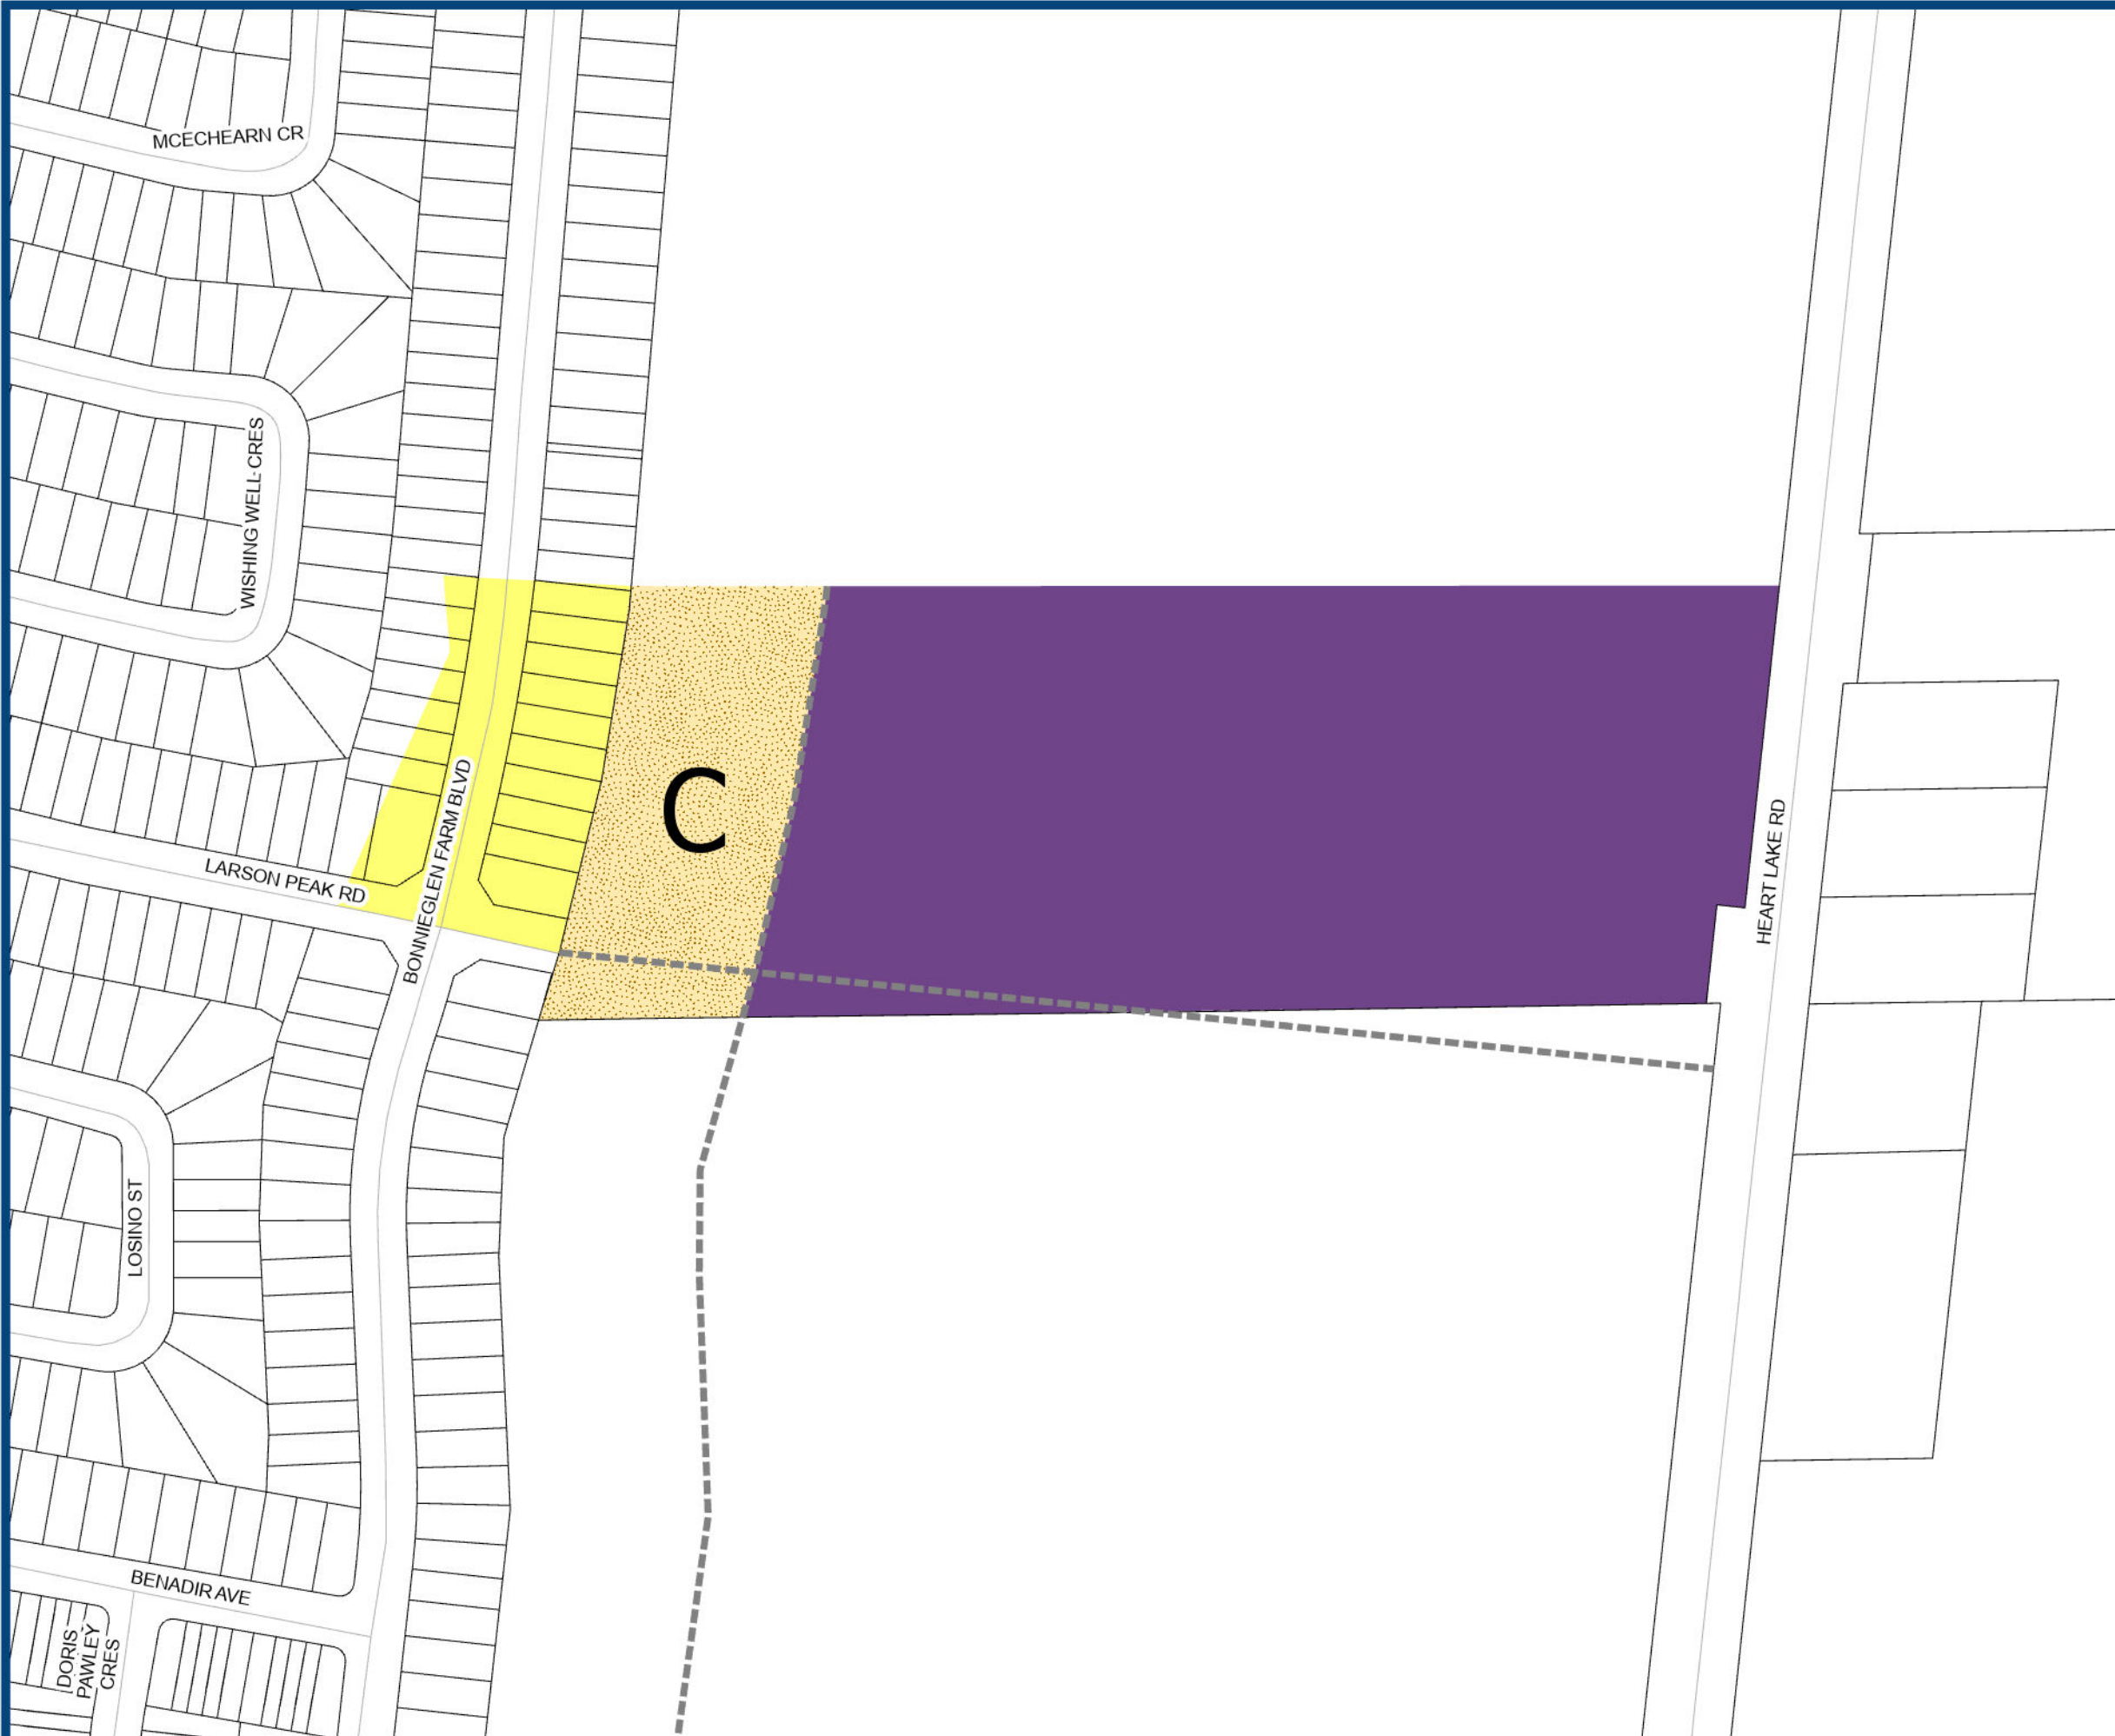 MCECHEARN CR
WISHING WELL CRES
C
BONNIEGLEN FARM BLVD
HEART LAKE RD
LARSON PEAK RD
LOSINO ST
BENADIR AVE
DORIS
PAWLEY
CRES